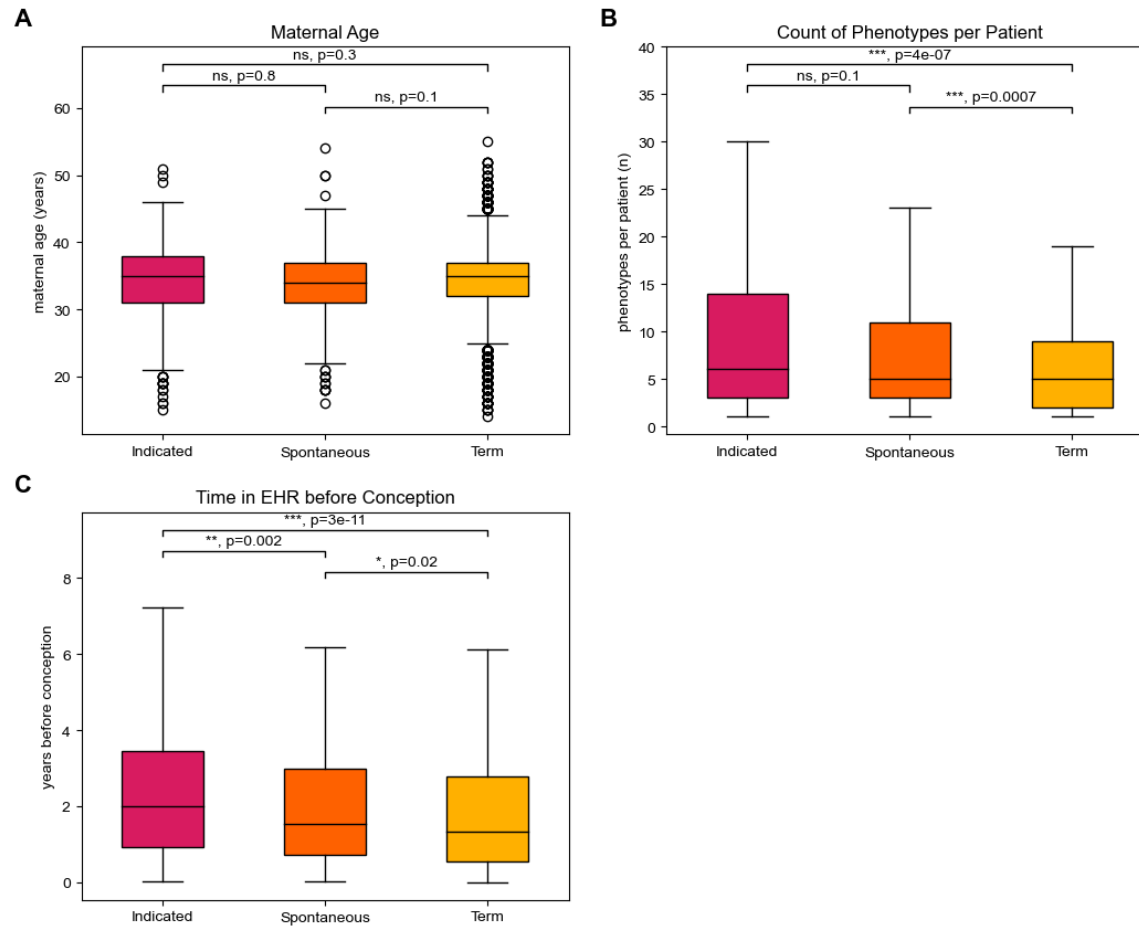 A
Maternal Age
ns, p=0.3
ns, p=0.8
ns, p=0.1
maternal age (years)
60
50
40
30
20
Indicated
Spontaneous
Term
B
Count of Phenotypes per Patient
***, p=4e-07
ns, p=0.1
***, p=0.0007
phenotypes per patient (n)
40
35
30
25
20
15
10
5
0
Indicated
Spontaneous
Term
C
Time in EHR before Conception
***, p=3e-11
**, p=0.002
*, p=0.02
years before conception
8
6
4
2
0
Indicated
Spontaneous
Term